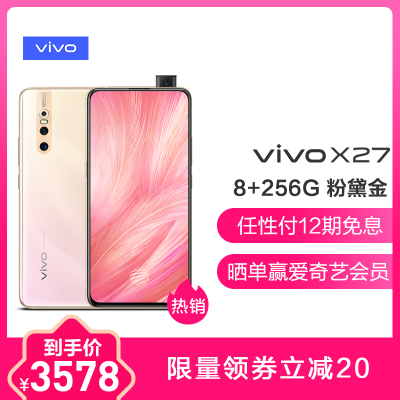 vivo
vivo X27
8+256G 粉黛金
任性付12期免息
晒单赢爱奇艺会员
vivo
热销
到手价
¥3578
限量领券立减20